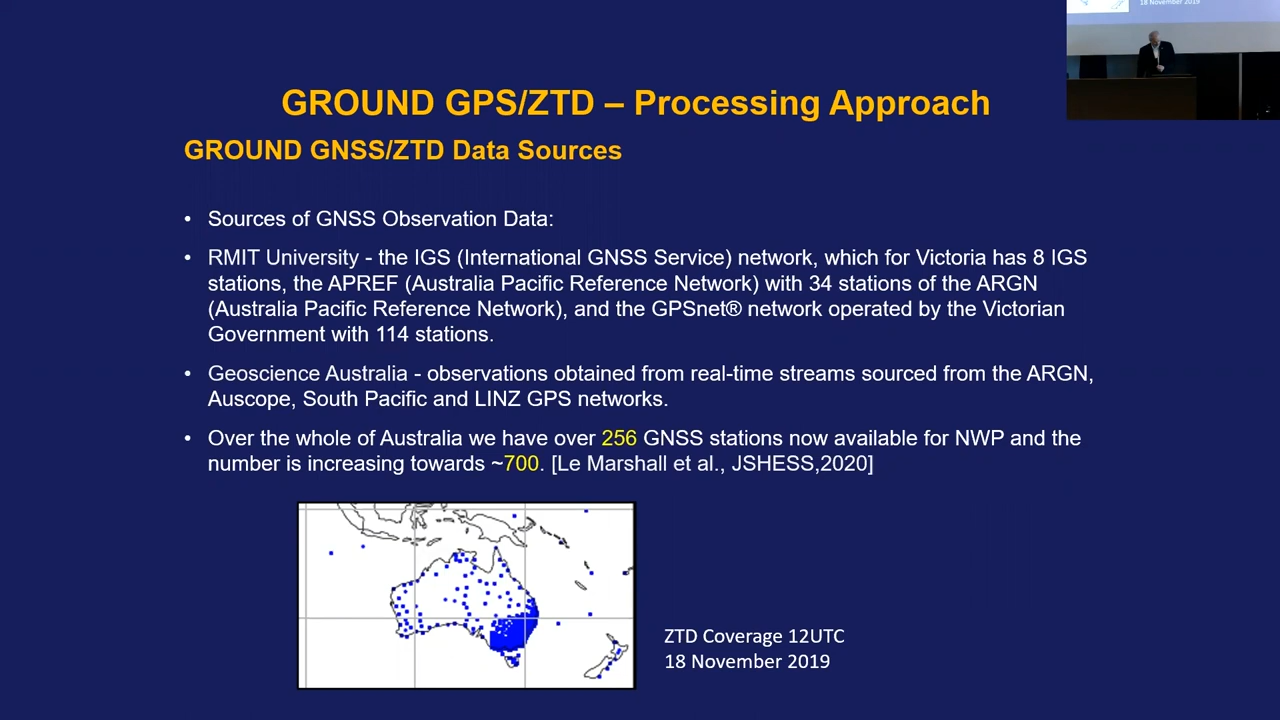 18 November 2019
GROUND GPS/ZTD – Processing Approach
GROUND GNSS/ZTD Data Sources
• Sources of GNSS Observation Data:
• RMIT University - the IGS (International GNSS Service) network, which for Victoria has 8 IGS
stations, the APREF (Australia Pacific Reference Network) with 34 stations of the ARGN
(Australia Pacific Reference Network), and the GPSnet® network operated by the Victorian
Government with 114 stations.
• Geoscience Australia - observations obtained from real-time streams sourced from the ARGN,
Auscope, South Pacific and LINZ GPS networks.
• Over the whole of Australia we have over 256 GNSS stations now available for NWP and the
number is increasing towards ~700. [Le Marshall et al., JSHESS,2020]
ZTD Coverage 12UTC
18 November 2019